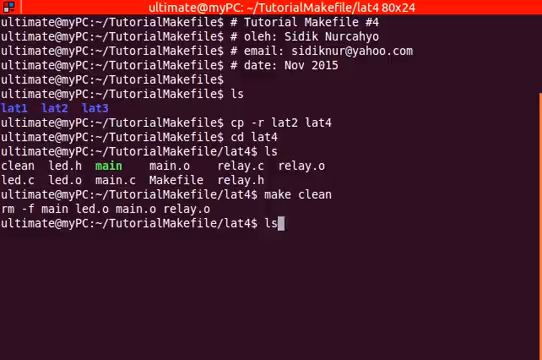 ultimate@myPC: ~/TutorialMakefile/lat4 80x24
ultimate@myPC:~/TutorialMakefile$ # Tutorial Makefile #4
ultimate@myPC:~/TutorialMakefile$ # oleh: Sidik Nurcahyo
ultimate@myPC:~/TutorialMakefile$ # email: sidiknur@yahoo.com
ultimate@myPC:~/TutorialMakefile$ # date: Nov 2015
ultimate@myPC:~/TutorialMakefile$
ultimate@myPC:~/TutorialMakefile$ ls
lat1 lat2 lat3
ultimate@myPC:~/TutorialMakefile$ cp -r lat2 lat4
ultimate@myPC:~/TutorialMakefile$ cd lat4
ultimate@myPC:~/TutorialMakefile/lat4$ ls
clean led.h main main.o relay.c relay.o
led.c led.o main.c Makefile relay.h
ultimate@myPC:~/TutorialMakefile/lat4$ make clean
rm -f main led.o main.o relay.o
ultimate@myPC:~/TutorialMakefile/lat4$ ls